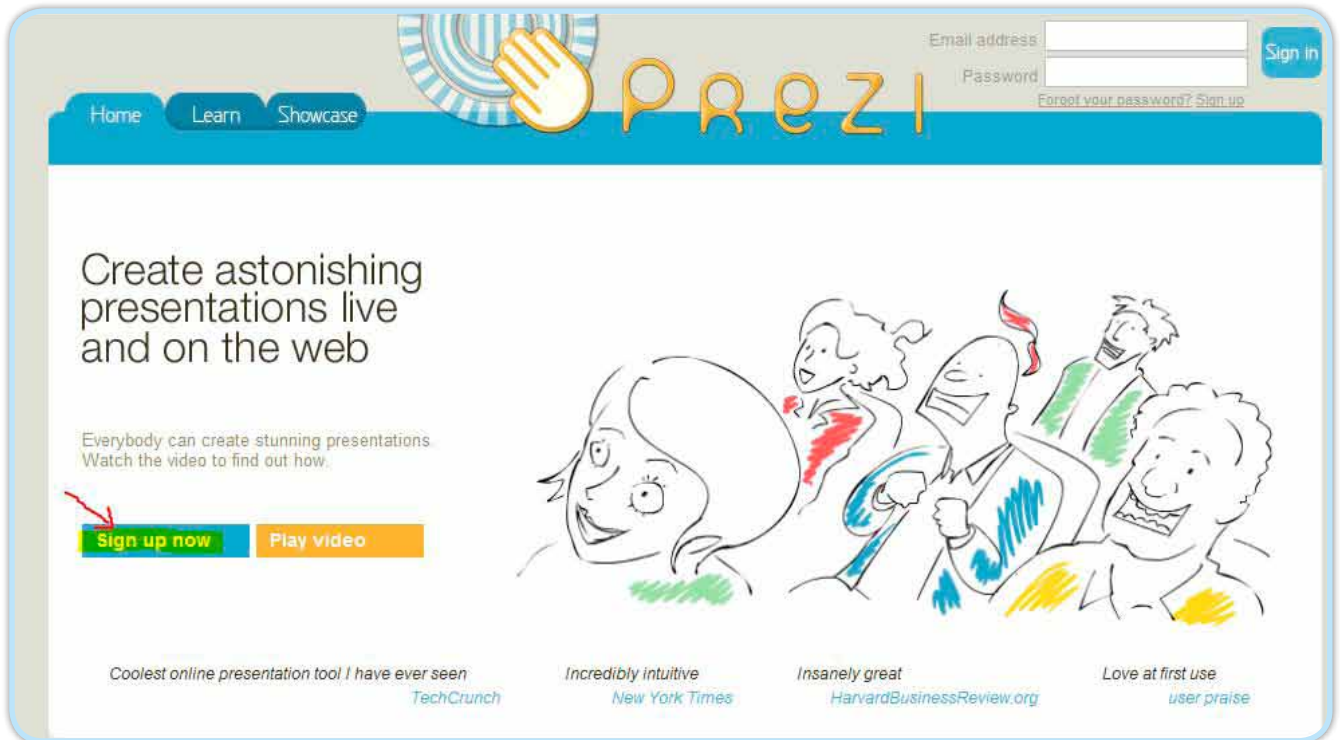 Email address
Sign in
Password
Forgot your password? Sign up
PREZI
Home Learn Showcase
Create astonishing
presentations live
and on the web
Everybody can create stunning presentations.
Watch the video to find out how.
Sign up now Play video
Coolest online presentation tool I have ever seen
TechCrunch
Incredibly intuitive
New York Times
Insanely great
HarvardBusinessReview.org
Love at first use
user praise